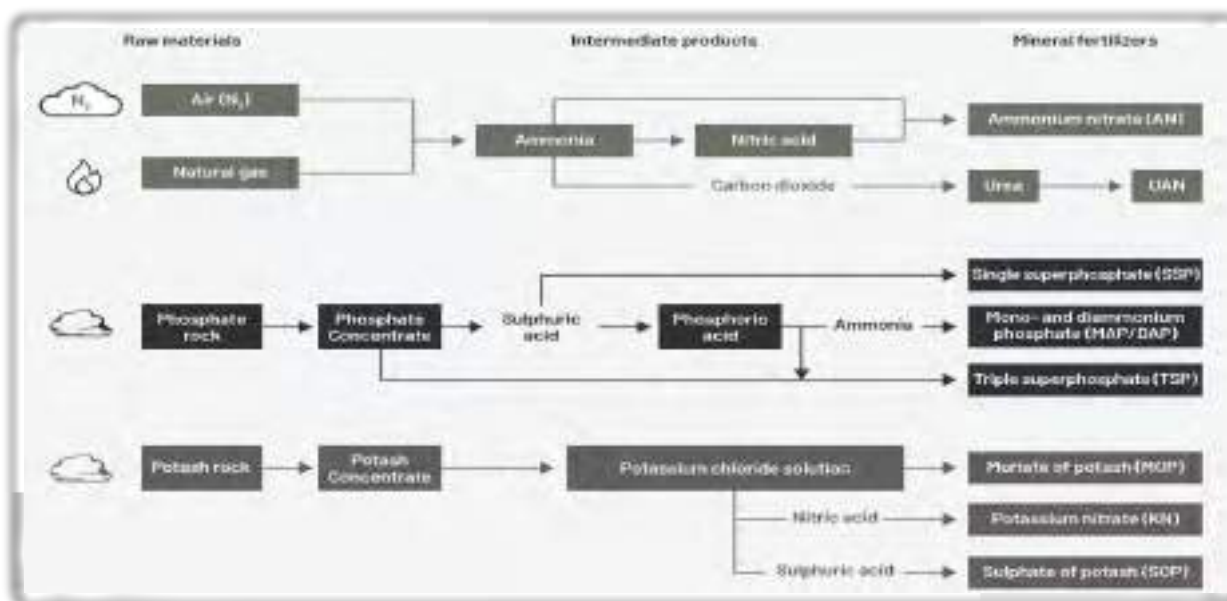 Raw materials
Intermediate products
Mineral fertilizers
N₂
Air (N₂)
Natural gas
Ammonia
Nitric acid
Ammonium nitrate (AN)
Carbon dioxide
Urea
UAN
Phosphate
rock
Phosphate
Concentrate
Sulphuric
acid
Phosphoric
acid
Ammonia
Single superphosphate (SSP)
Mono- and diammonium
phosphate (MAP/DAP)
Triple superphosphate (TSP)
Potash rock
Potash
Concentrate
Potassium chloride solution
Nitric acid
Sulphuric acid
Muriate of potash (MOP)
Potassium nitrate (KN)
Sulphate of potash (SOP)